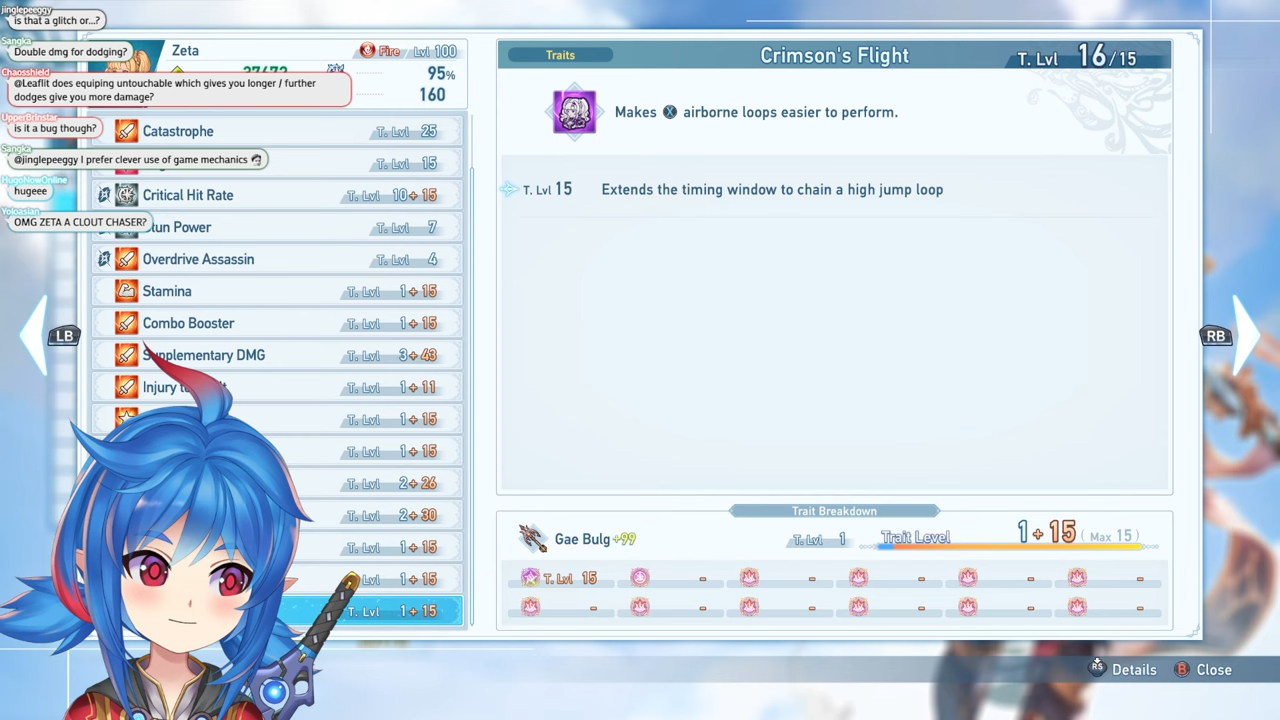 jinglepeeggy
is that a glitch or...?
Sangka
Double dmg for dodging?
Chaosshield
@Leaflit does equiping untouchable which gives you longer / further
dodges give you more damage?
UpperBrinstar
is it a bug though?
Sangka
@jinglepeeggy I prefer clever use of game mechanics
HugoNowOnline
hugeee
Yoloasian
OMG ZETA A CLOUT CHASER?
Zeta
Fire Lvl 100
95%
160
Catastrophe T. Lvl 25
T. Lvl 15
Critical Hit Rate T. Lvl 10+15
Stun Power T. Lvl 7
Overdrive Assassin T. Lvl 4
Stamina T. Lvl 1+15
Combo Booster T. Lvl 1+15
Supplementary DMG T. Lvl 3+43
Injury to T. Lvl 1+11
T. Lvl 1+15
T. Lvl 1+15
T. Lvl 2+26
T. Lvl 2+30
T. Lvl 1+15
Lvl 1+15
T. Lvl 1+15
LB
Traits
Crimson's Flight
T. Lvl 16/15
Makes X airborne loops easier to perform.
T. Lvl 15 Extends the timing window to chain a high jump loop
RB
Trait Breakdown
Gae Bulg+99 T. Lvl 1 Trait Level 1+15 (Max 15)
T. Lvl 15 - - - - -
- - - - - -
RS Details B Close